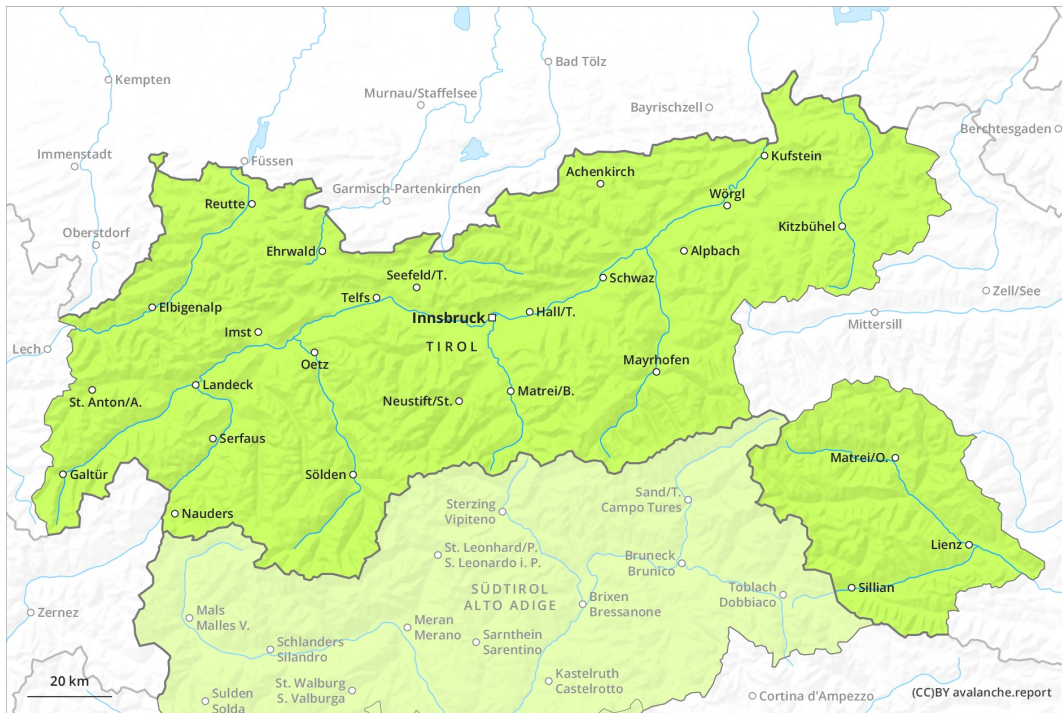 Kempten
Bad Tölz
Murnau/Staffelsee
Bayrischzell
Berchtesgaden
Immenstadt
Füssen
Kufstein
Achenkirch
Garmisch-Partenkirchen
Wörgl
Reutte
Oberstdorf
Kitzbühel
Ehrwald
Alpbach
Seefeld/T.
Schwaz
Zell/See
Telfs
Elbigenalp
Innsbruck
Hall/T.
Mittersill
Imst
TIROL
Lech
Oetz
Mayrhofen
Landeck
St. Anton/A.
Matrei/B.
Neustift/St.
Serfaus
Matrei/O.
Galtür
Sölden
Sand/T.
Campo Tures
Sterzing
Vipiteno
Nauders
Lienz
St. Leonhard/P.
S. Leonardo i. P.
Bruneck
Brunico
SÜDTIROL
ALTO ADIGE
Toblach
Dobbiaco
Sillian
Brixen
Bressanone
Zernez
Mals
Malles V.
Meran
Merano
Sarnthein
Sarentino
Schlanders
Silandro
Kastelruth
Castelrotto
20 km
St. Walburg
S. Valburga
Sulden
Solda
Cortina d'Ampezzo
(CC)BY avalanche.report